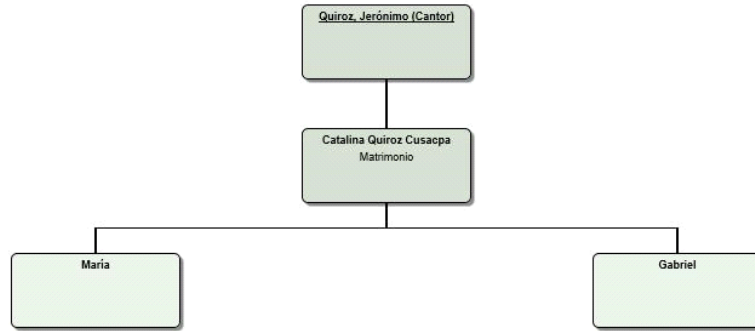 Quiroz, Jerónimo (Cantor)
Catalina Quiroz Cusacpa
Matrimonio
María
Gabriel